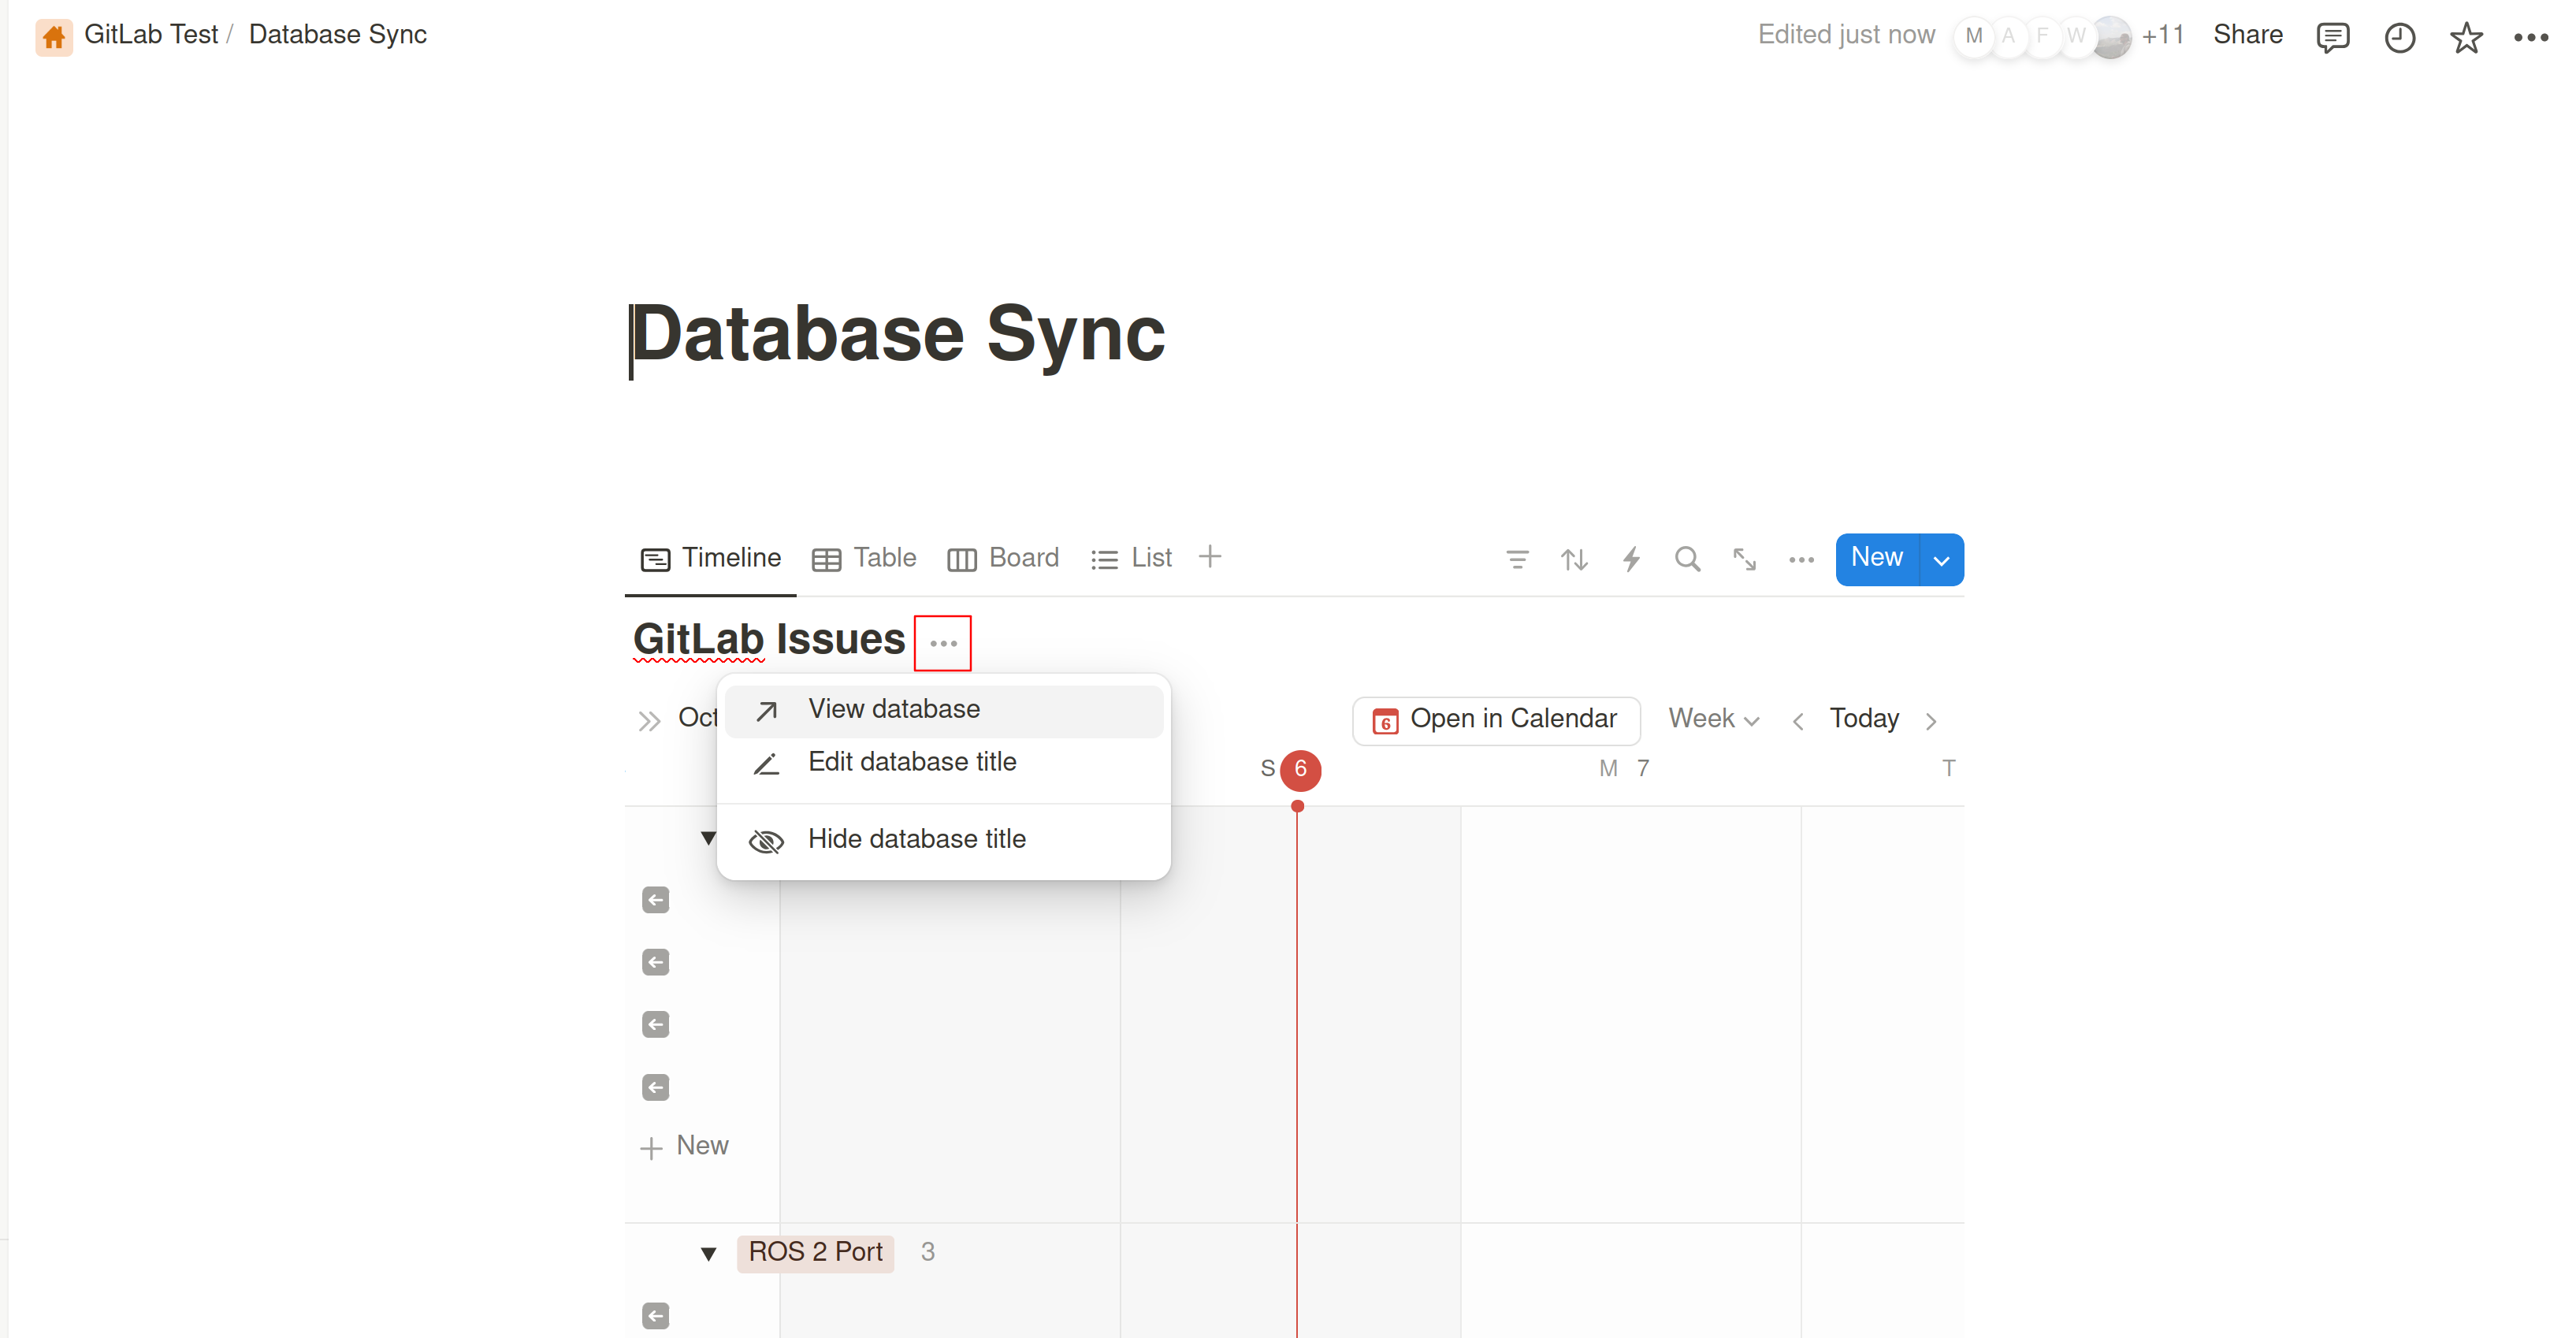 GitLab Test / Database Sync
Edited just now M A F W +11 Share
Database Sync
Timeline Table Board List
New
GitLab Issues
View database
Edit database title
Hide database title
Oct
6 Open in Calendar Week Today
S 6 M 7 T
New
ROS 2 Port 3